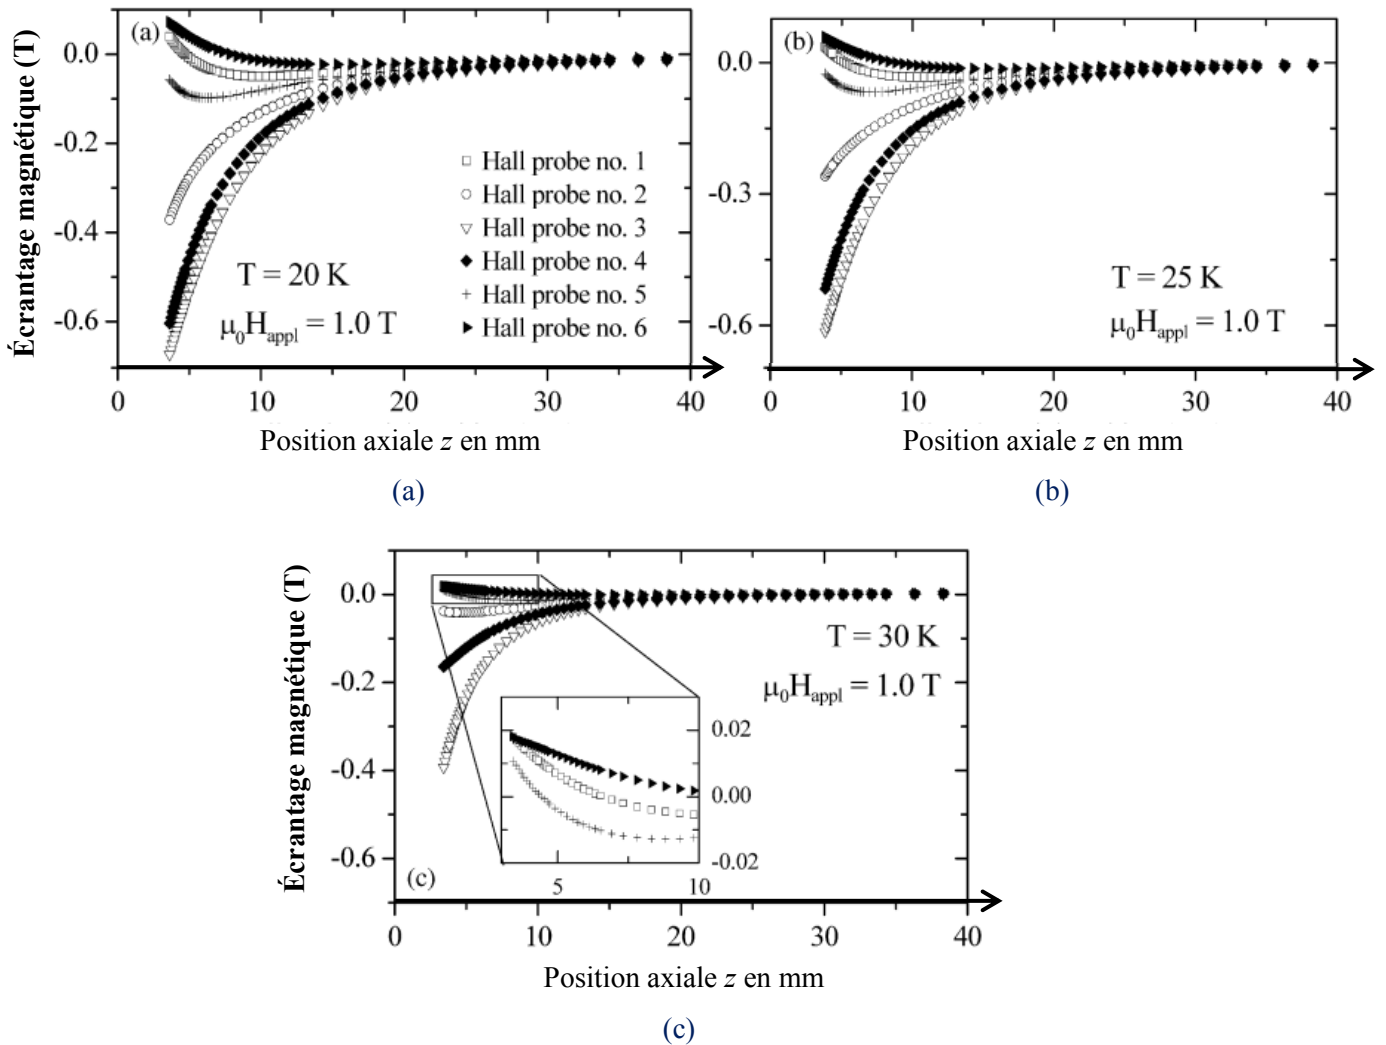 (a)
Écrantage magnétique (T)
0.0
-0.2
-0.4
-0.6
Hall probe no. 1
Hall probe no. 2
Hall probe no. 3
Hall probe no. 4
Hall probe no. 5
Hall probe no. 6
T = 20 K
μ0Happl = 1.0 T
0 10 20 30 40
Position axiale z en mm
(a)
(b)
0.0
-0.3
-0.6
T = 25 K
μ0Happl = 1.0 T
0 10 20 30 40
Position axiale z en mm
(b)
Écrantage magnétique (T)
0.0
-0.2
-0.4
-0.6
T = 30 K
μ0Happl = 1.0 T
0.02
0.00
-0.02
5 10
(c)
0 10 20 30 40
Position axiale z en mm
(c)